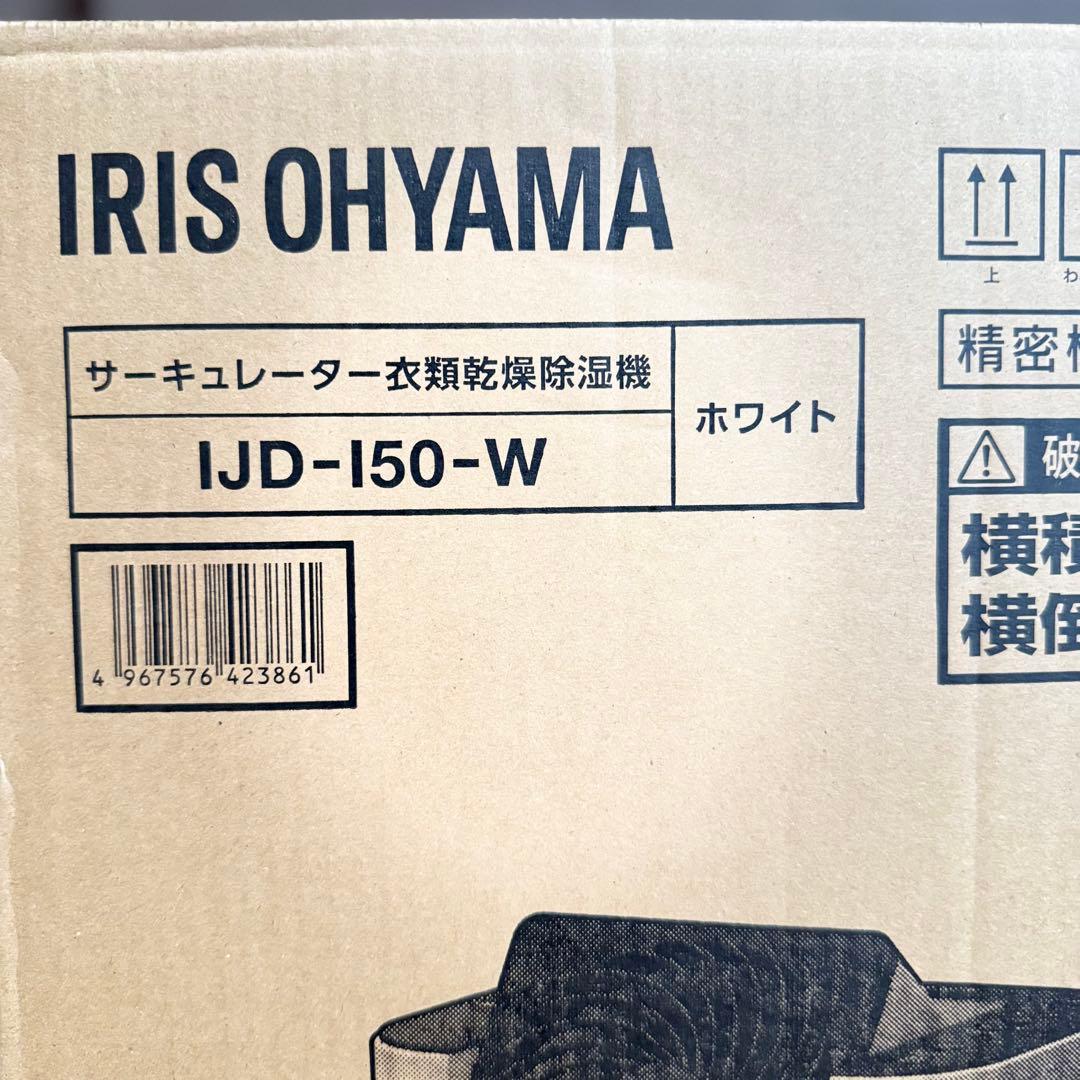 IRIS OHYAMA
サーキュレーター衣類乾燥除湿機
IJD-I50-W
ホワイト
4 967576 423861
上
わ
精密
破
横積
横倒